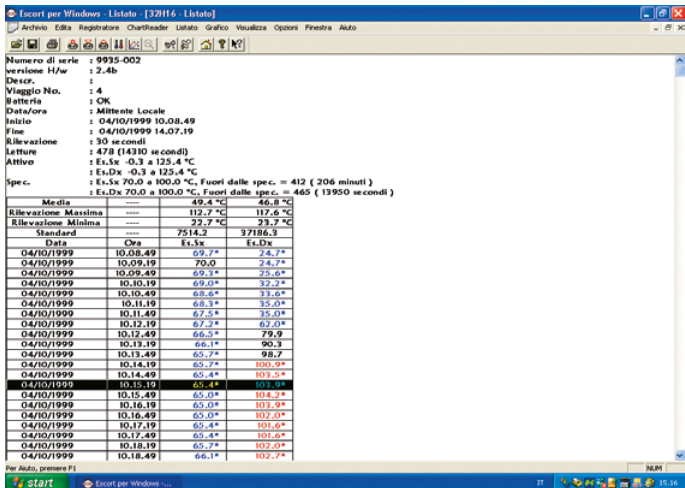 Escort per Windows - Listato - [32H16 - Listato]
Archivio Edita Registratore ChartReader Listato Grafico Visualizza Opzioni Finestra Aiuto
Numero di serie : 9935-002
versione H/w : 2.4b
Descr. :
Viaggio No. : 4
Batteria : OK
Data/ora : Mittente Locale
Inizio : 04/10/1999 10.08.49
Fine : 04/10/1999 14.07.19
Rilevazione : 30 secondi
Letture : 478 (14310 secondi)
Attivo : Es.Sx -0.3 a 125.4 °C
: Es.Dx -0.3 a 125.4 °C
Spec. : Es.Sx 70.0 a 100.0 °C, Fuori dalle spec. = 412 ( 206 minuti )
: Es.Dx 70.0 a 100.0 °C, Fuori dalle spec. = 465 ( 13950 secondi )
Media ---- 49.4 °C 46.8 °C
Rilevazione Massima ---- 112.7 °C 117.6 °C
Rilevazione Minima ---- 22.7 °C 23.7 °C
Standard ---- 7514.2 37186.3
Data Ora Es.Sx Es.Dx
04/10/1999 10.08.49 69.7* 24.7*
04/10/1999 10.09.19 70.0 24.7*
04/10/1999 10.09.49 69.3* 25.6*
04/10/1999 10.10.19 69.0* 32.2*
04/10/1999 10.10.49 68.6* 33.6*
04/10/1999 10.11.19 68.3* 35.0*
04/10/1999 10.11.49 67.5* 35.0*
04/10/1999 10.12.19 67.2* 62.0*
04/10/1999 10.12.49 66.5* 79.9
04/10/1999 10.13.19 66.1* 90.3
04/10/1999 10.13.49 65.7* 98.7
04/10/1999 10.14.19 65.7* 100.9*
04/10/1999 10.14.49 65.4* 103.5*
04/10/1999 10.15.19 65.4* 103.9*
04/10/1999 10.15.49 65.0* 104.2*
04/10/1999 10.16.19 65.0* 103.9*
04/10/1999 10.16.49 65.0* 102.0*
04/10/1999 10.17.19 65.4* 101.6*
04/10/1999 10.17.49 65.4* 101.6*
04/10/1999 10.18.19 65.7* 102.0*
04/10/1999 10.18.49 66.1* 102.7*
Per Aiuto, premere F1 NUM
start Escort per Windows -... IT 15.16